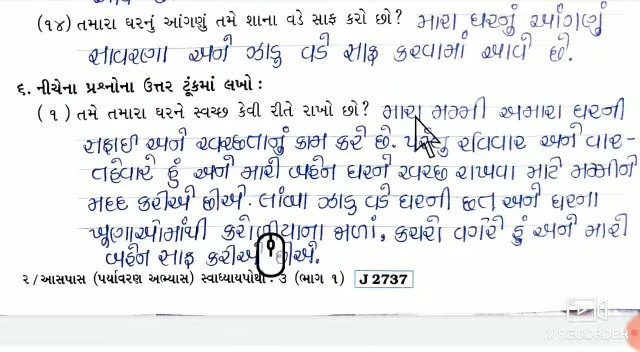 (૧૪) તમારા ઘરનું આંગણું તમે શાના વડે સાફ કરો છો? મારા ઘરનું આંગણું
સાવરણા અને ઝાડુ વડે સાફ કરવામાં આવે છે.
૬. નીચેના પ્રશ્નોના ઉત્તર ટૂંકમાં લખો :
(૧) તમે તમારા ઘરને સ્વચ્છ કેવી રીતે રાખો છો? મારા મમ્મી અમારા ઘરની
સફાઈ અને સ્વચ્છતાનું કામ કરે છે. પરંતુ રવિવાર અને વાર-
તહેવારે હું અને મારી બહેન ઘરને સ્વચ્છ રાખવા માટે મમ્મીને
મદદ કરીએ છીએ. લાંબા ઝાડુ વડે ઘરની છત અને ઘરના
ખૂણાઓમાંથી કરોળીયાના જાળાં, કચરો વગેરે હું અને મારી
બહેન સાફ કરીએ છીએ.
૨ / આસપાસ (પર્યાવરણ અભ્યાસ) સ્વાધ્યાયપોથી : ૩ (ભાગ ૧) J 2737
V RECORDER